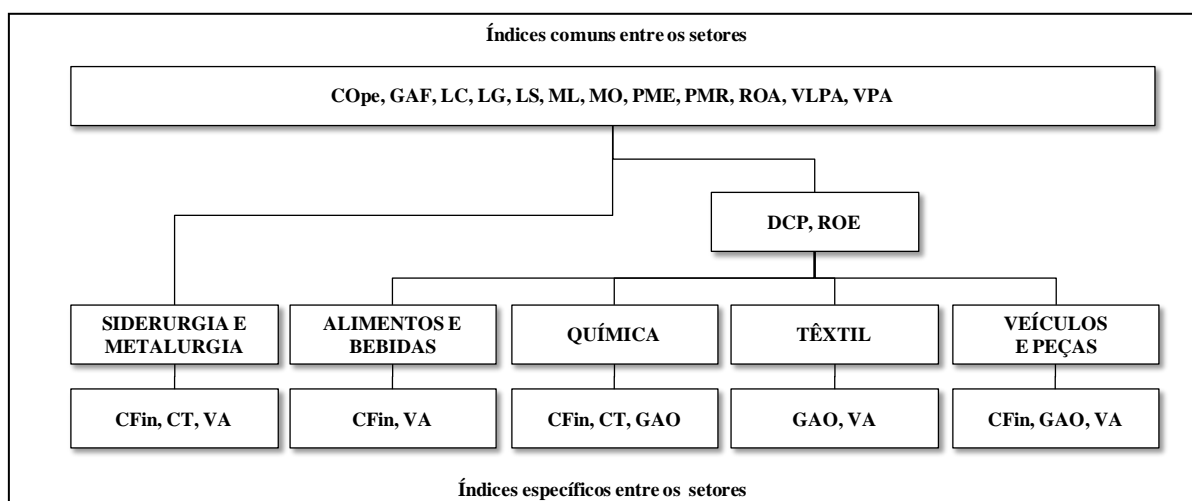 Índices comuns entre os setores
COpe, GAF, LC, LG, LS, ML, MO, PME, PMR, ROA, VLPA, VPA
DCP, ROE
SIDERURGIA E
METALURGIA
ALIMENTOS E
BEBIDAS
QUÍMICA
TÊXTIL
VEÍCULOS
E PEÇAS
CFin, CT, VA
CFin, VA
CFin, CT, GAO
GAO, VA
CFin, GAO, VA
Índices específicos entre os setores